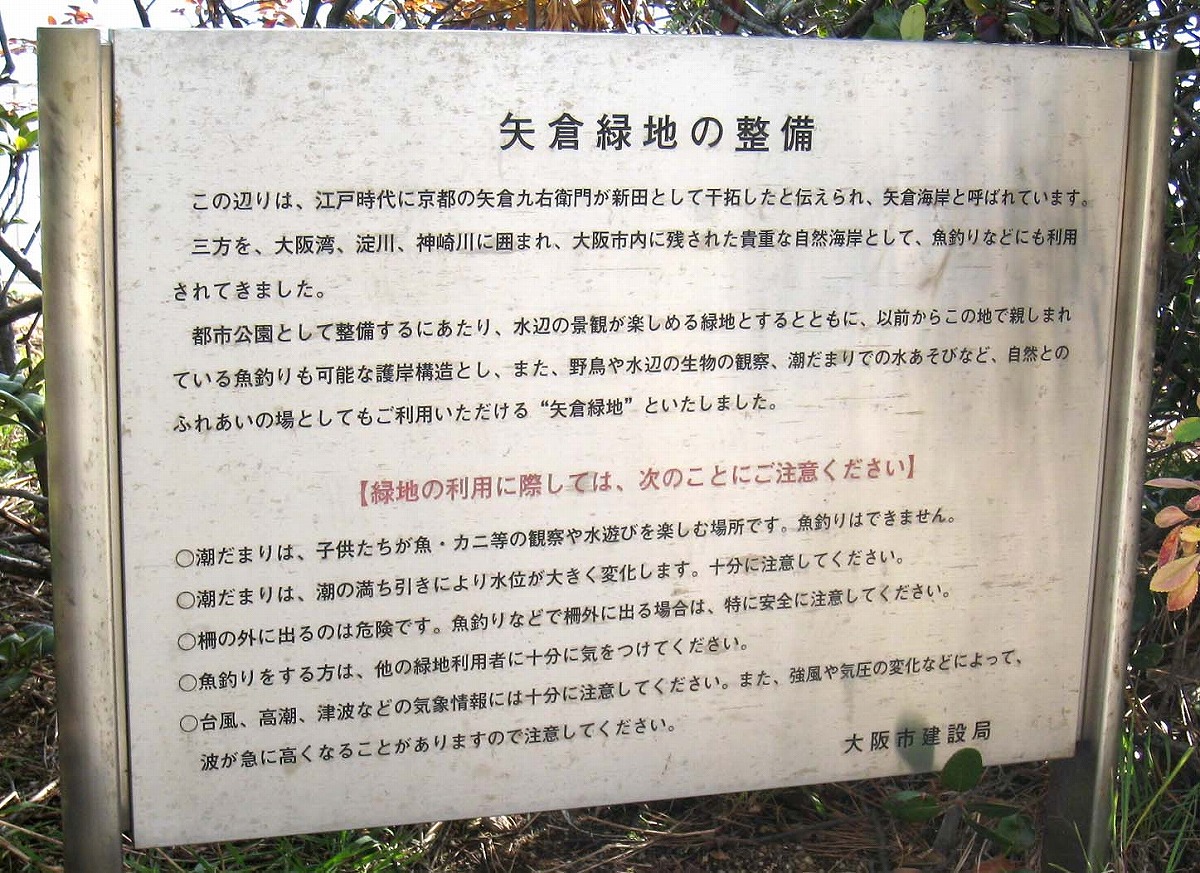 矢倉緑地の整備
この辺りは、江戸時代に京都の矢倉九右衛門が新田として干拓したと伝えられ、矢倉海岸と呼ばれています。
三方を、大阪湾、淀川、神崎川に囲まれ、大阪市内に残された貴重な自然海岸として、魚釣りなどにも利用
されてきました。
都市公園として整備するにあたり、水辺の景観が楽しめる緑地とするとともに、以前からこの地で親しまれ
ている魚釣りも可能な護岸構造とし、また、野鳥や水辺の生物の観察、潮だまりでの水あそびなど、自然との
ふれあいの場としてもご利用いただける“矢倉緑地”といたしました。
【緑地の利用に際しては、次のことにご注意ください】
○潮だまりは、子供たちが魚・カニ等の観察や水遊びを楽しむ場所です。魚釣りはできません。
○潮だまりは、潮の満ち引きにより水位が大きく変化します。十分に注意してください。
○柵の外に出るのは危険です。魚釣りなどで柵外に出る場合は、特に安全に注意してください。
○魚釣りをする方は、他の緑地利用者に十分に気をつけてください。
○台風、高潮、津波などの気象情報には十分に注意してください。また、強風や気圧の変化などによって、
波が急に高くなることがありますので注意してください。
大阪市建設局